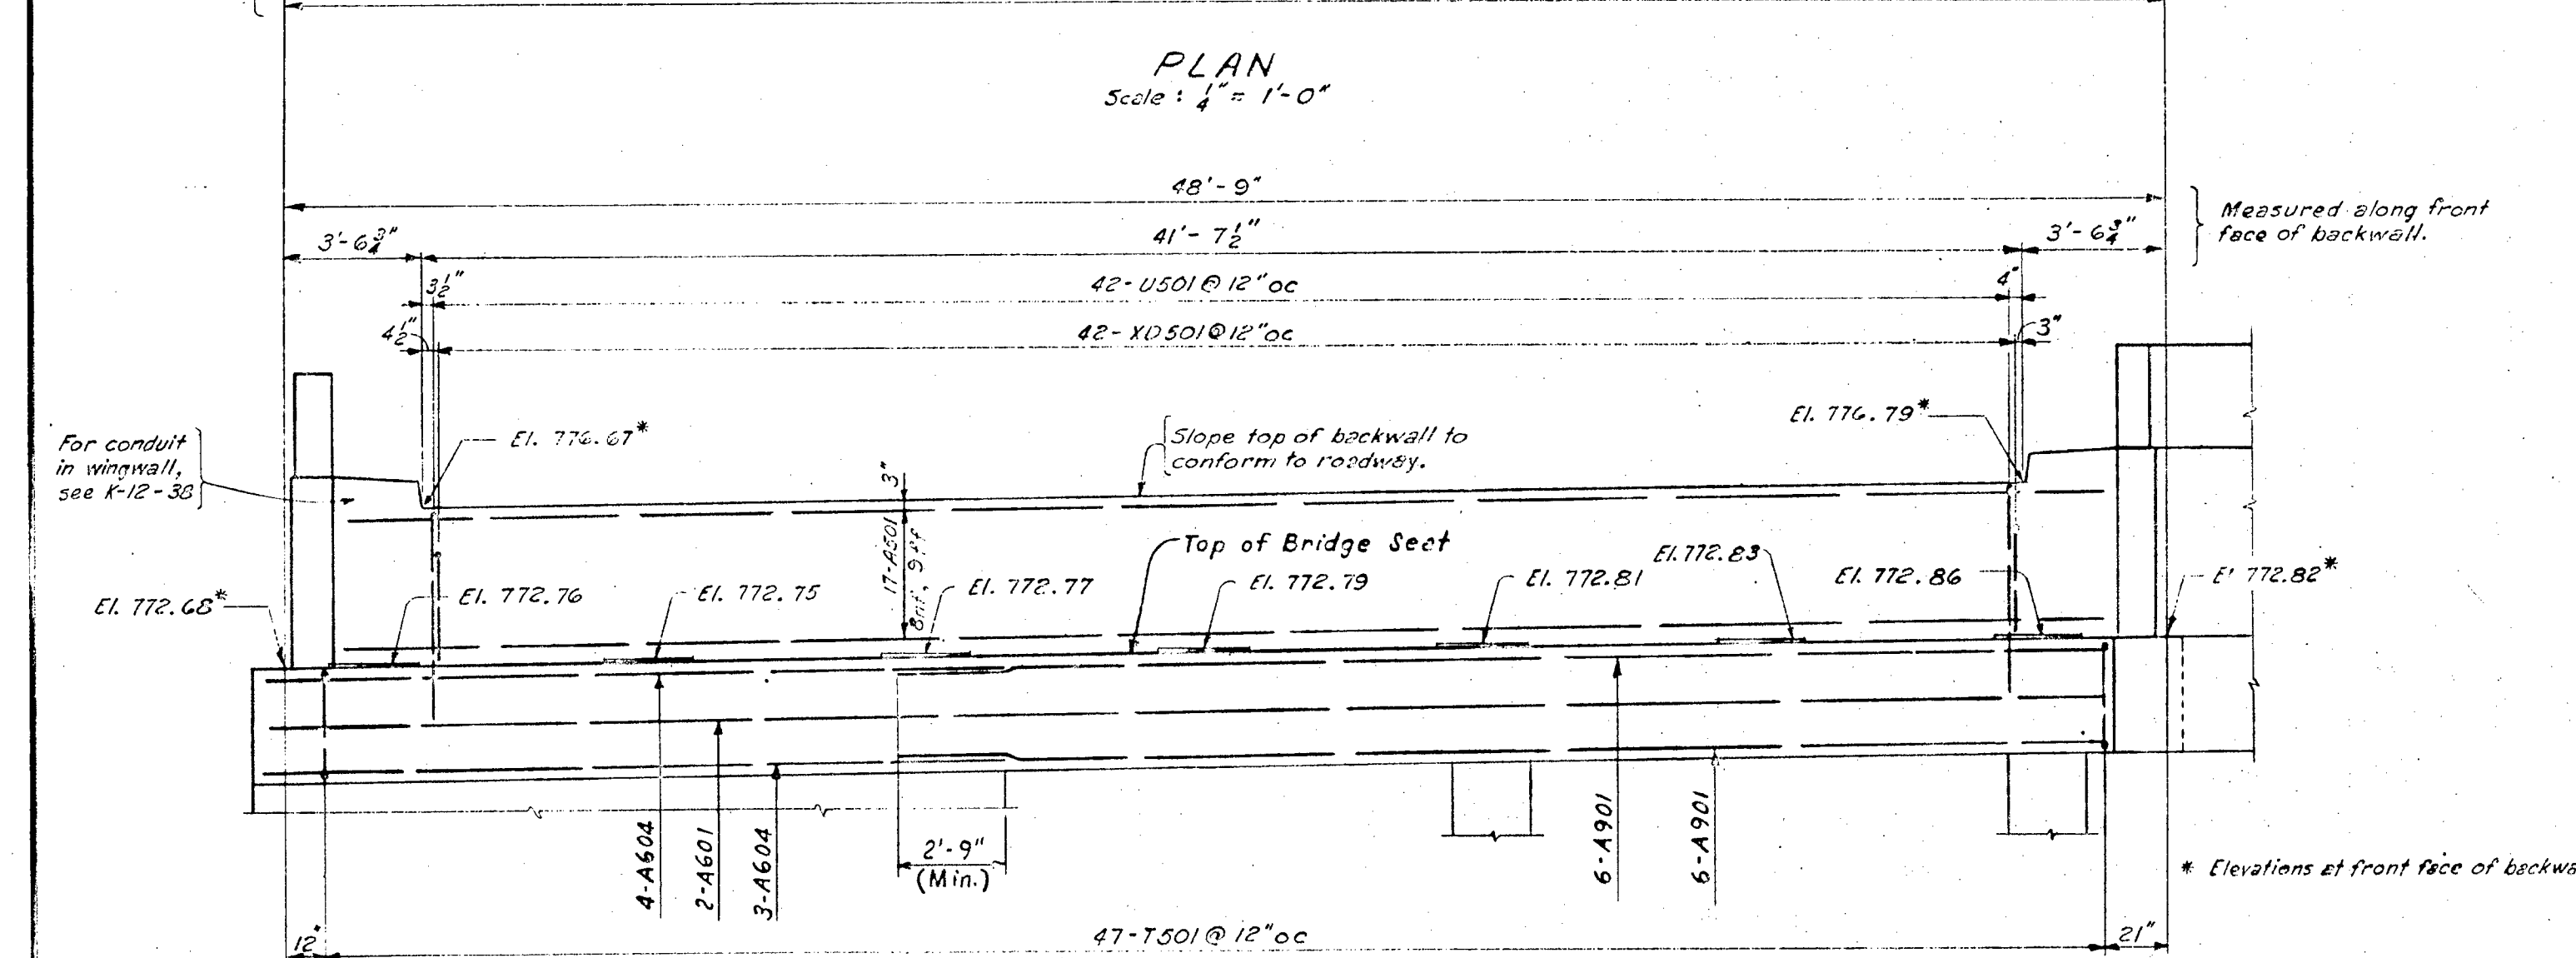 PLAN
Scale : 1/4" = 1'-0"
48'-9"
Measured along front
face of backwall.
3'-6 3/4"
41'-7 1/2"
3'-6 3/4"
3 1/2"
42-U501 @ 12" oc
4"
4 1/2"
42-XD501 @ 12" oc
3"
El. 776.67*
El. 776.79*
For conduit
in wingwall,
see K-12-38
Slope top of backwall to
conform to roadway.
3"
17-A501
8nf, 9ff
Top of Bridge Seat
El. 772.68*
El. 772.76
El. 772.75
El. 772.77
El. 772.79
El. 772.81
El. 772.83
El. 772.86
El. 772.82*
4-A604
2-A601
3-A604
2'-9"
(Min.)
6-A901
6-A901
* Elevations at front face of backwa
12"
47-T501 @ 12" oc
21"